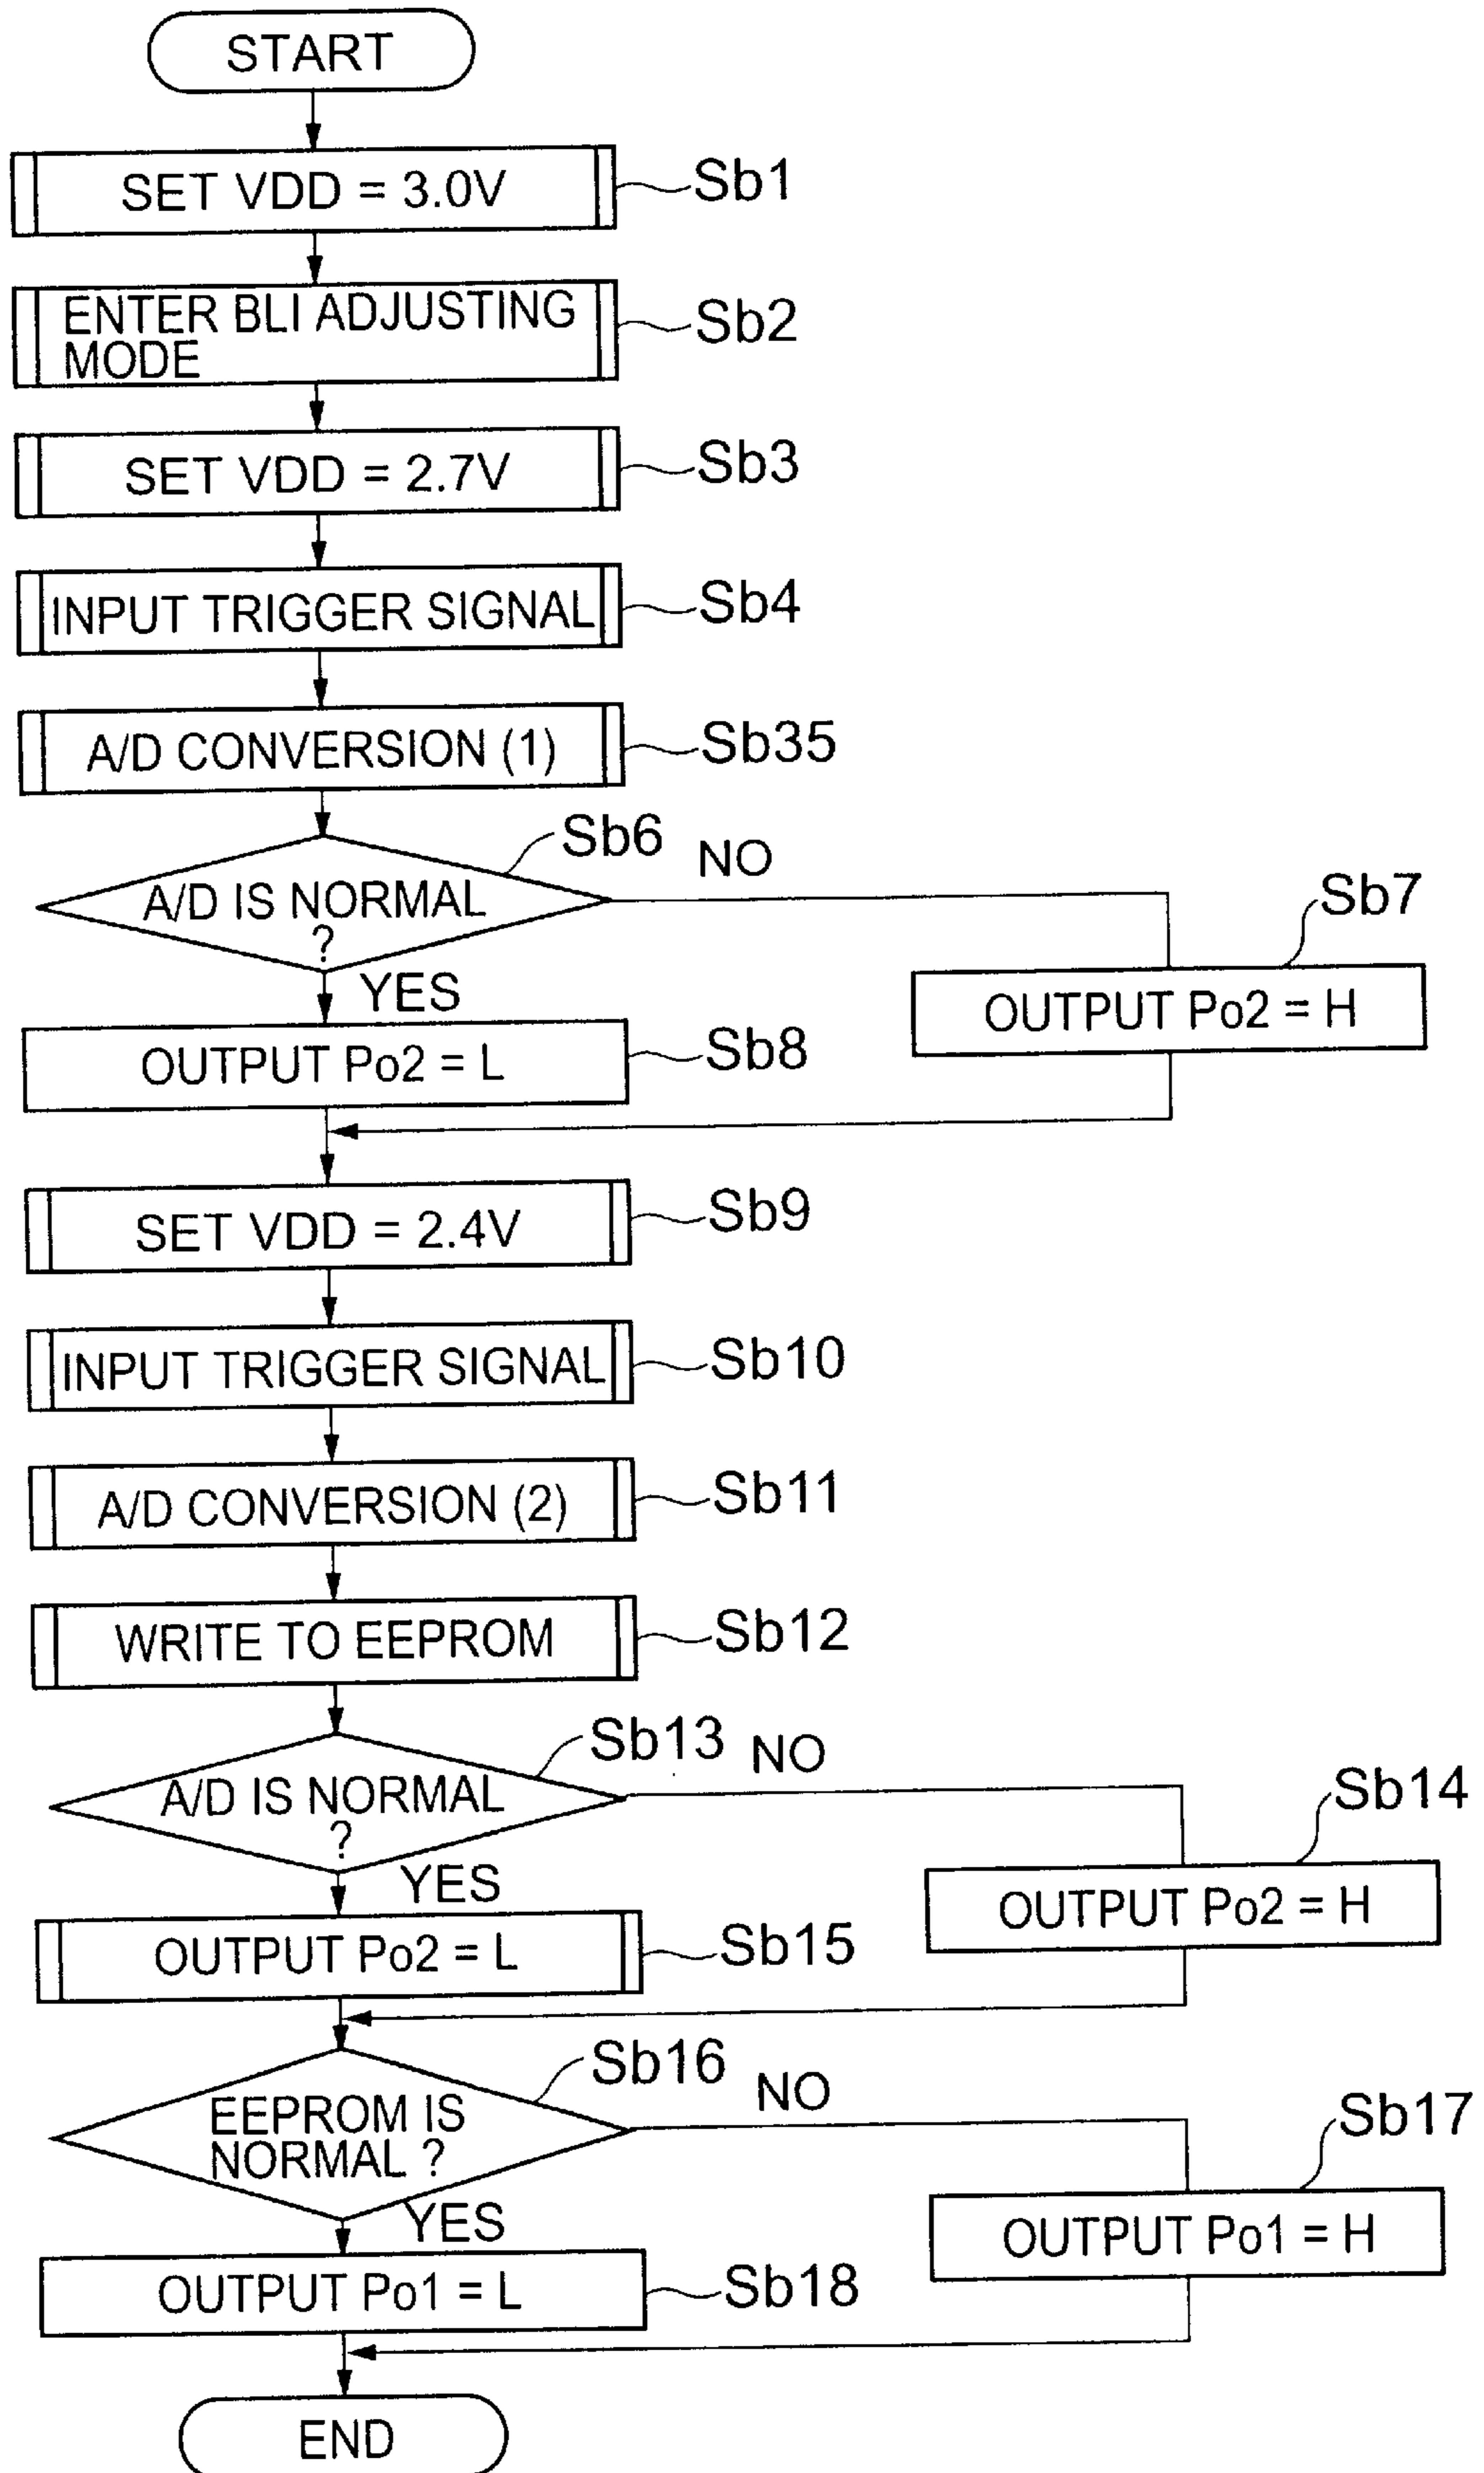 START
SET VDD = 3.0V
Sb1
ENTER BLI ADJUSTING
MODE
Sb2
SET VDD = 2.7V
Sb3
INPUT TRIGGER SIGNAL
Sb4
A/D CONVERSION (1)
Sb35
Sb6
NO
A/D IS NORMAL
?
YES
Sb7
OUTPUT Po2 = H
OUTPUT Po2 = L
Sb8
SET VDD = 2.4V
Sb9
INPUT TRIGGER SIGNAL
Sb10
A/D CONVERSION (2)
Sb11
WRITE TO EEPROM
Sb12
Sb13
NO
A/D IS NORMAL
?
YES
Sb14
OUTPUT Po2 = H
OUTPUT Po2 = L
Sb15
Sb16
NO
EEPROM IS
NORMAL ?
YES
Sb17
OUTPUT Po1 = H
OUTPUT Po1 = L
Sb18
END